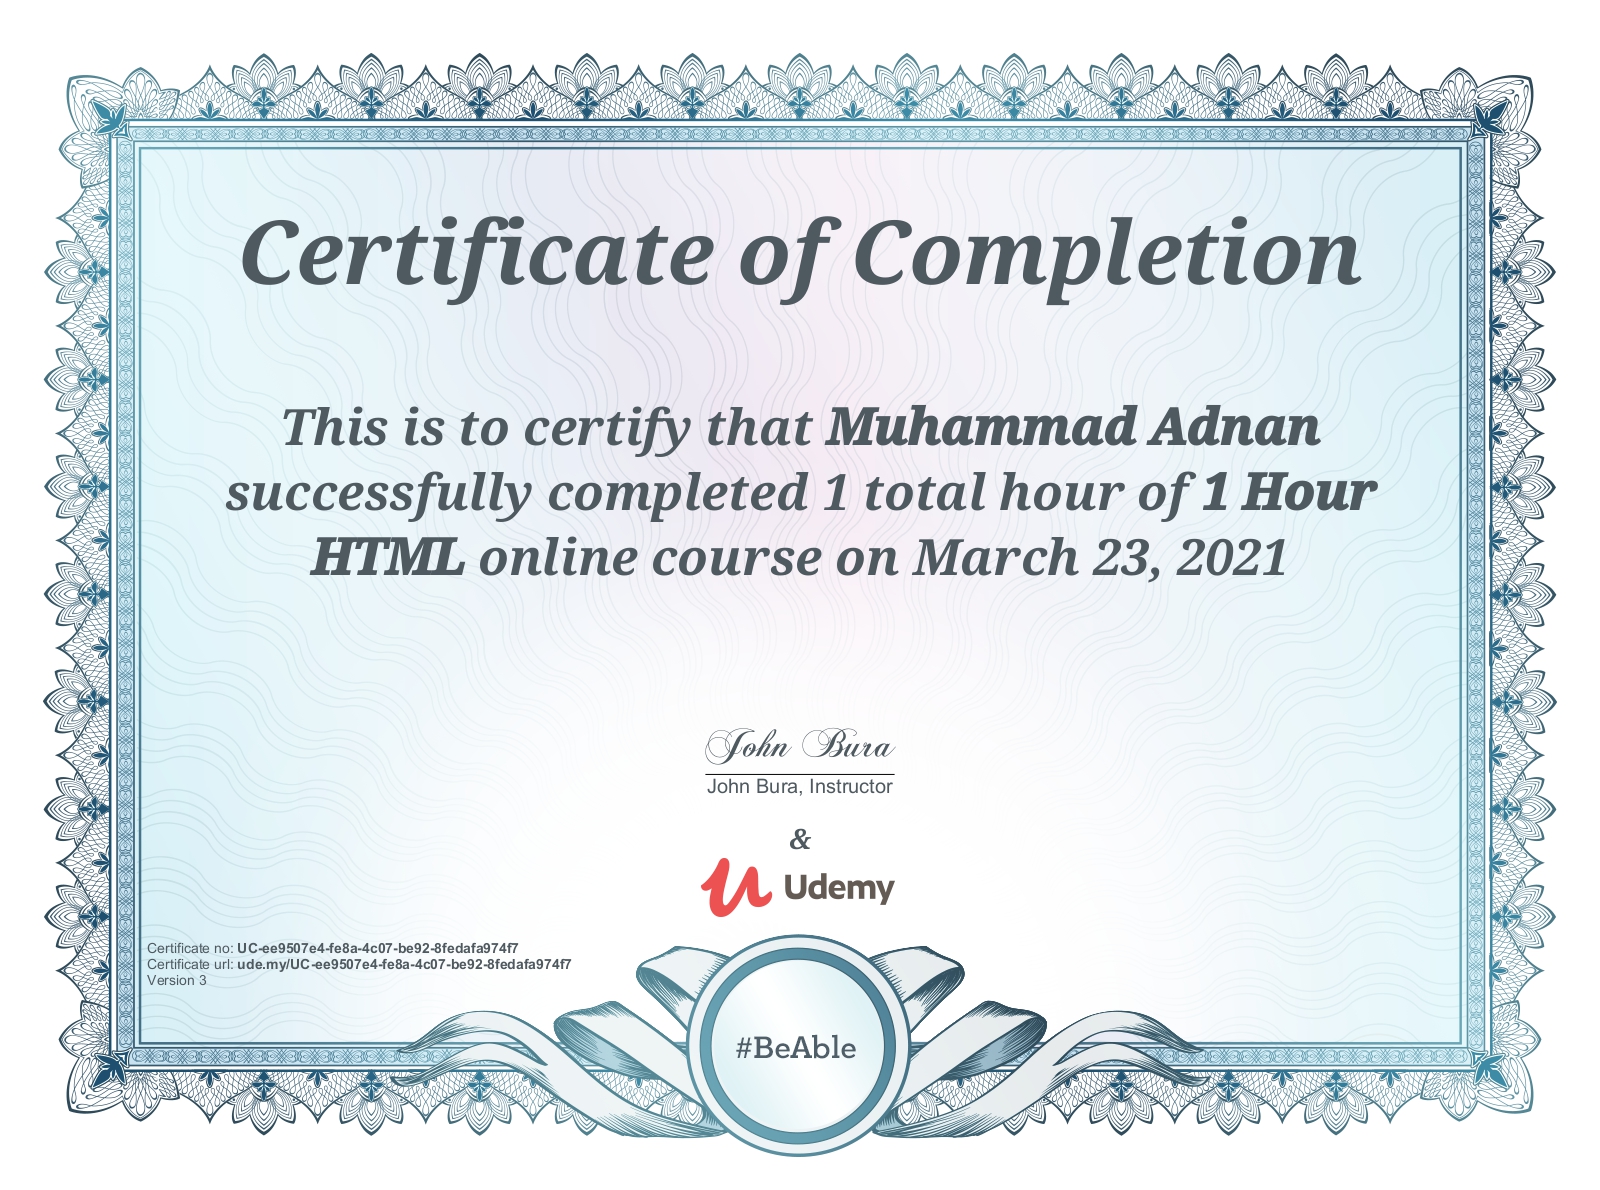 Certificate of Completion
This is to certify that Muhammad Adnan
successfully completed 1 total hour of 1 Hour
HTML online course on March 23, 2021
John Bura
John Bura, Instructor
&
Udemy
Certificate no: UC-ee9507e4-fe8a-4c07-be92-8fedafa974f7
Certificate url: ude.my/UC-ee9507e4-fe8a-4c07-be92-8fedafa974f7
Version 3
#BeAble